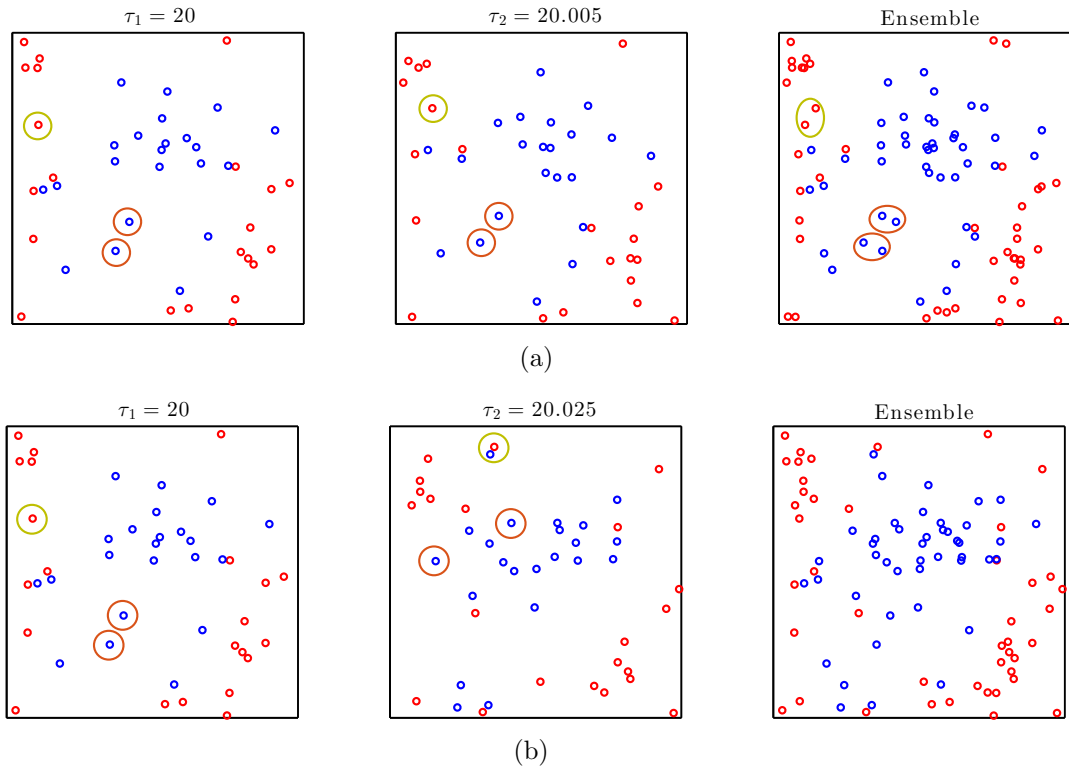 τ₁ = 20
τ₂ = 20.005
Ensemble
(a)
τ₁ = 20
τ₂ = 20.025
Ensemble
(b)